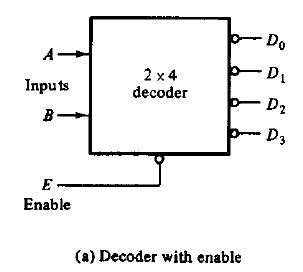 A
Inputs
B
2 × 4
decoder
D0
D1
D2
D3
E
Enable
(a) Decoder with enable